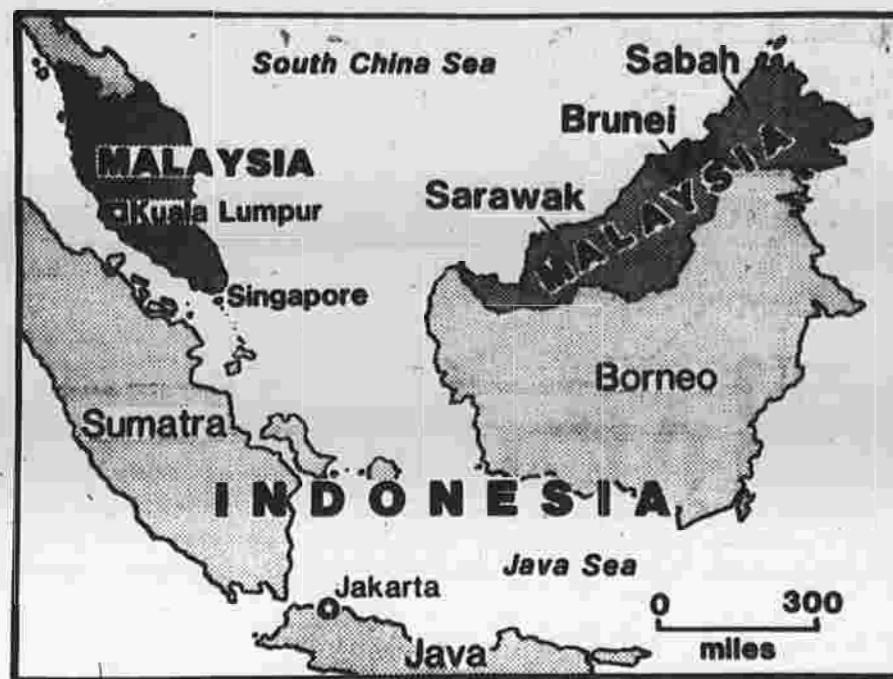 South China Sea
Sabah
Brunei
MALAYSIA
Kuala Lumpur
Sarawak
MALAYSIA
Singapore
Borneo
Sumatra
INDONESIA
Java Sea
Jakarta
0 300
miles
Java